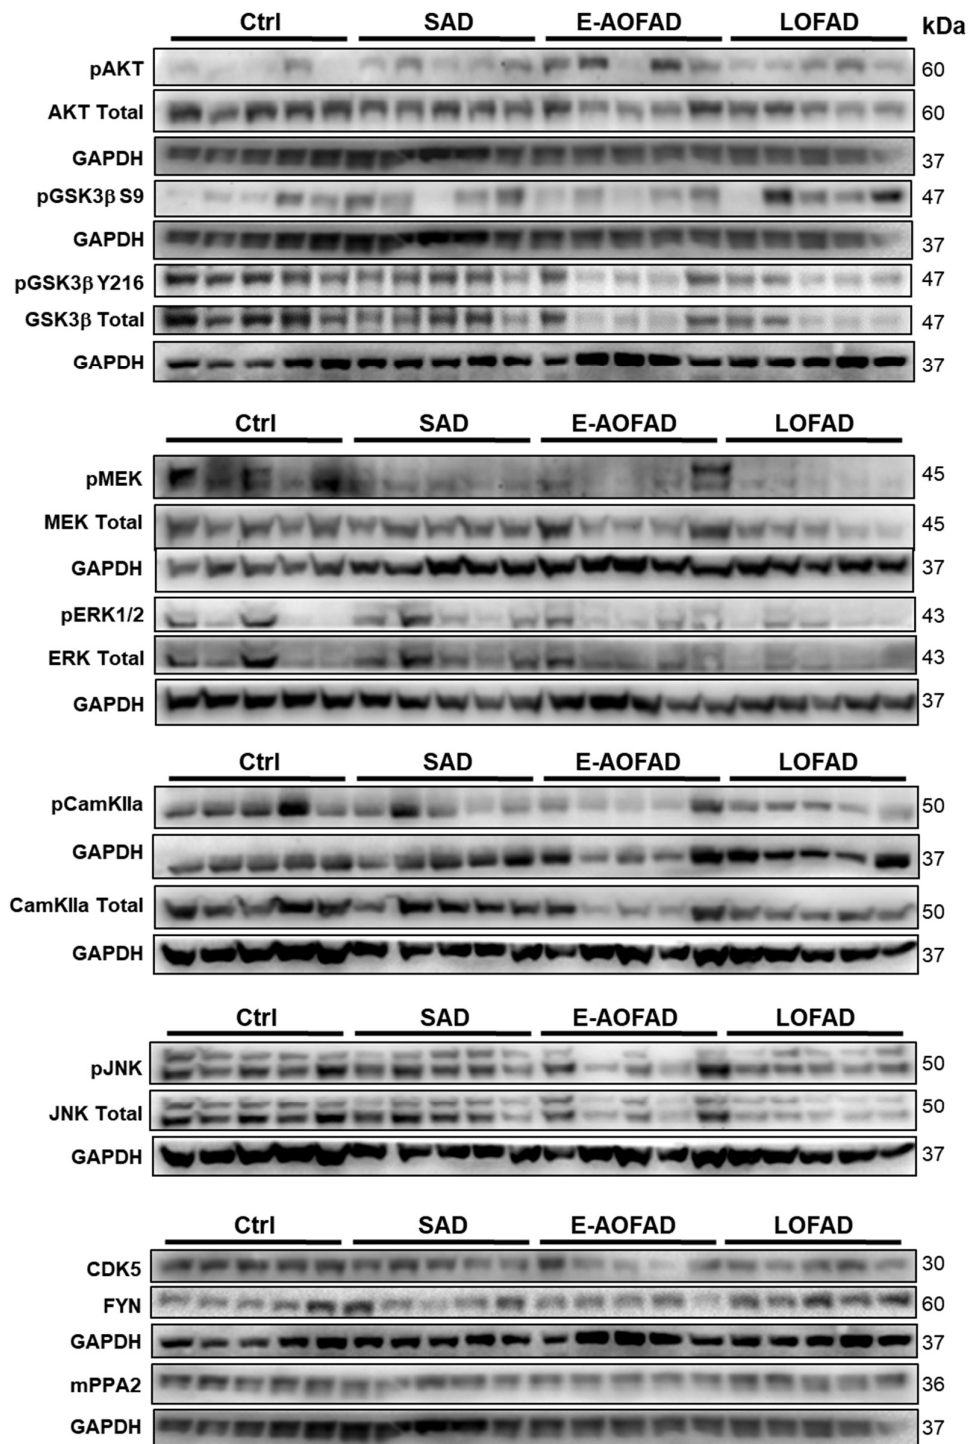 Ctrl SAD E-AOFAD LOFAD kDa
pAKT 60
AKT Total 60
GAPDH 37
pGSK3β S9 47
GAPDH 37
pGSK3β Y216 47
GSK3β Total 47
GAPDH 37
Ctrl SAD E-AOFAD LOFAD
pMEK 45
MEK Total 45
GAPDH 37
pERK1/2 43
ERK Total 43
GAPDH 37
Ctrl SAD E-AOFAD LOFAD
pCamKIIa 50
GAPDH 37
CamKIIa Total 50
GAPDH 37
Ctrl SAD E-AOFAD LOFAD
pJNK 50
JNK Total 50
GAPDH 37
Ctrl SAD E-AOFAD LOFAD
CDK5 30
FYN 60
GAPDH 37
mPPA2 36
GAPDH 37